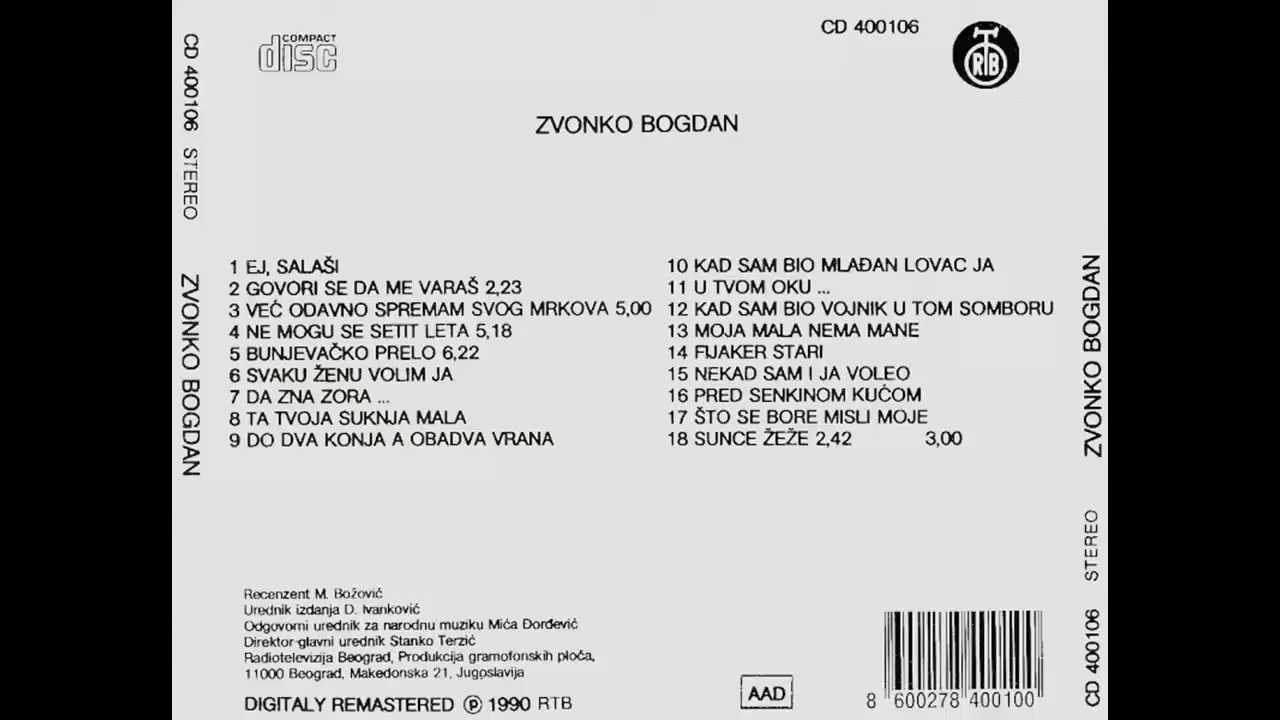 CD 400106 STEREO
ZVONKO BOGDAN
COMPACT
disc
CD 400106
RTB
ZVONKO BOGDAN
1 EJ, SALAŠI
2 GOVORI SE DA ME VARAŠ 2,23
3 VEĆ ODAVNO SPREMAM SVOG MRKOVA 5,00
4 NE MOGU SE SETIT LETA 5,18
5 BUNJEVAČKO PRELO 6,22
6 SVAKU ŽENU VOLIM JA
7 DA ZNA ZORA ...
8 TA TVOJA SUKNJA MALA
9 DO DVA KONJA A OBADVA VRANA
10 KAD SAM BIO MLAĐAN LOVAC JA
11 U TVOM OKU ...
12 KAD SAM BIO VOJNIK U TOM SOMBORU
13 MOJA MALA NEMA MANE
14 FIJAKER STARI
15 NEKAD SAM I JA VOLEO
16 PRED SENKINOM KUĆOM
17 ŠTO SE BORE MISLI MOJE
18 SUNCE ŽEŽE 2,42 3,00
Recenzent M. Božović
Urednik izdanja D. Ivanković
Odgovorni urednik za narodnu muziku Mića Đorđević
Direktor-glavni urednik Stanko Terzić
Radiotelevizija Beograd, Produkcija gramofonskih ploča,
11000 Beograd, Makedonska 21, Jugoslavija
DIGITALY REMASTERED ℗ 1990 RTB
AAD
8 600278 400100
ZVONKO BOGDAN
STEREO
CD 400106